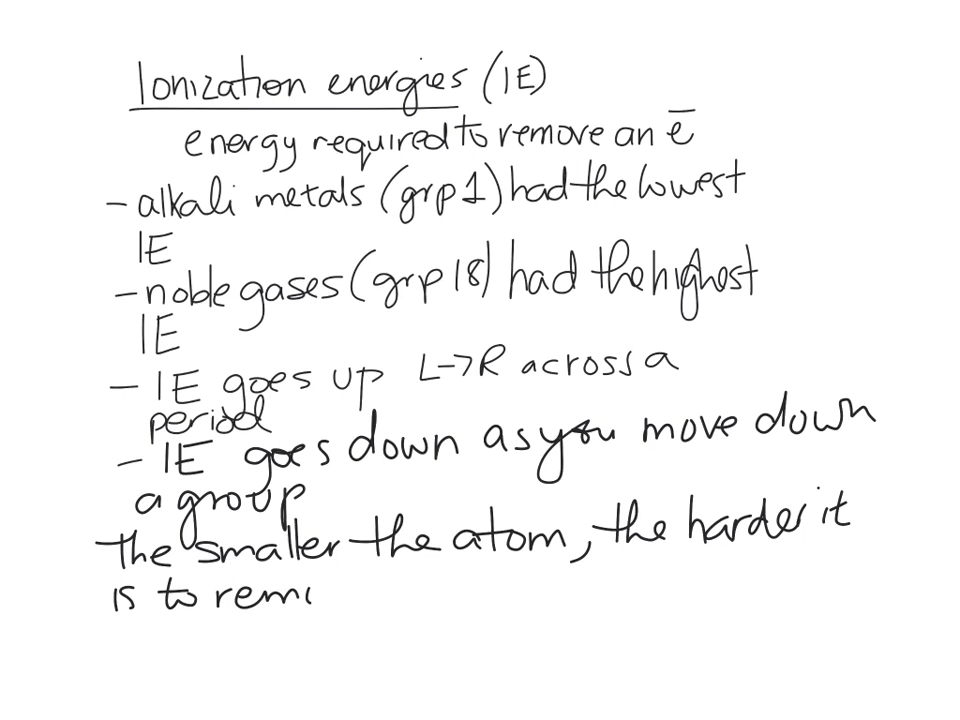 Ionization energies (IE)
energy required to remove an e̅
- alkali metals (grp 1) had the lowest
IE
- noble gases (grp 18) had the highest
IE
- IE goes up L->R across a
period
- IE goes down as you move down
a group
the smaller the atom, the harder it
is to rem